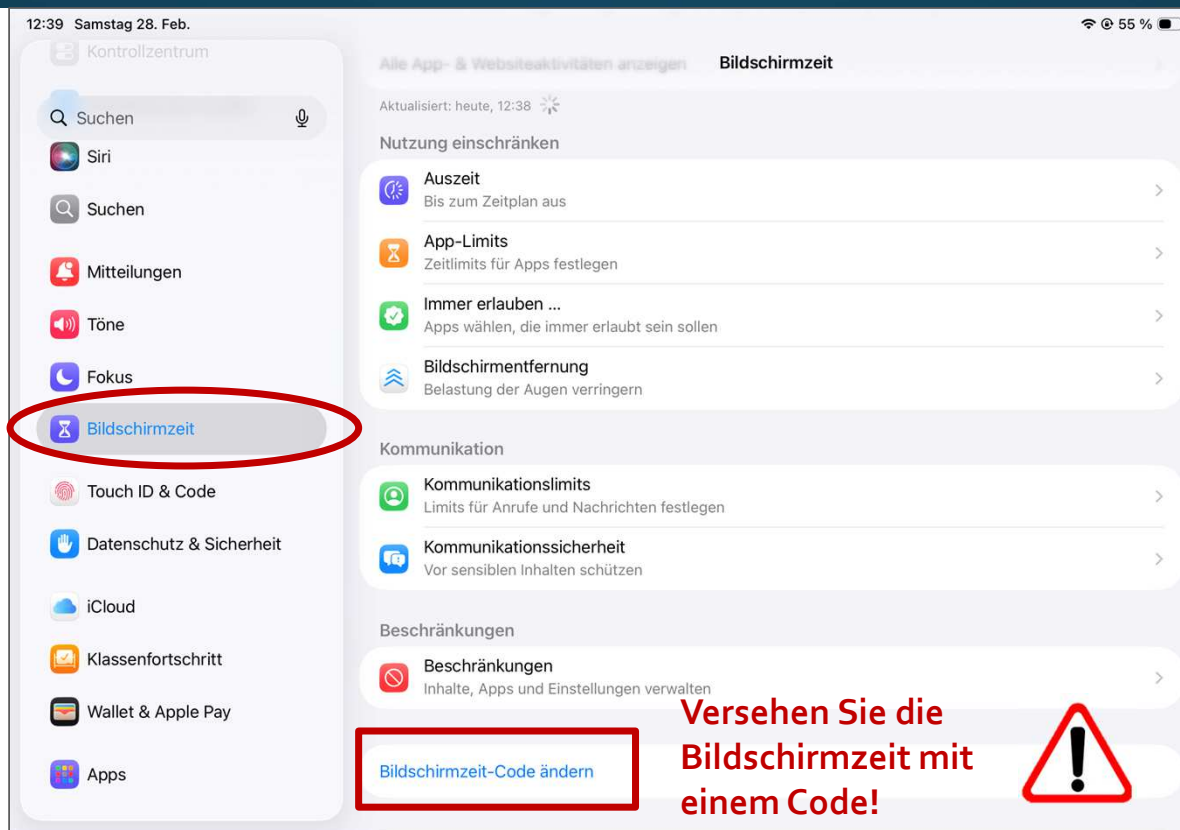 12:39 Samstag 28. Feb.
55 %
Kontrollzentrum
Alle App- & Websiteaktivitäten anzeigen
Bildschirmzeit
Suchen
Aktualisiert: heute, 12:38
Nutzung einschränken
Siri
Auszeit
Bis zum Zeitplan aus
Suchen
App-Limits
Zeitlimits für Apps festlegen
Mitteilungen
Immer erlauben ...
Apps wählen, die immer erlaubt sein sollen
Töne
Bildschirmentfernung
Belastung der Augen verringern
Fokus
Bildschirmzeit
Kommunikation
Kommunikationslimits
Limits für Anrufe und Nachrichten festlegen
Touch ID & Code
Kommunikationssicherheit
Vor sensiblen Inhalten schützen
Datenschutz & Sicherheit
iCloud
Beschränkungen
Klassenfortschritt
Beschränkungen
Inhalte, Apps und Einstellungen verwalten
Wallet & Apple Pay
Apps
Bildschirmzeit-Code ändern
Versehen Sie die
Bildschirmzeit mit
einem Code!